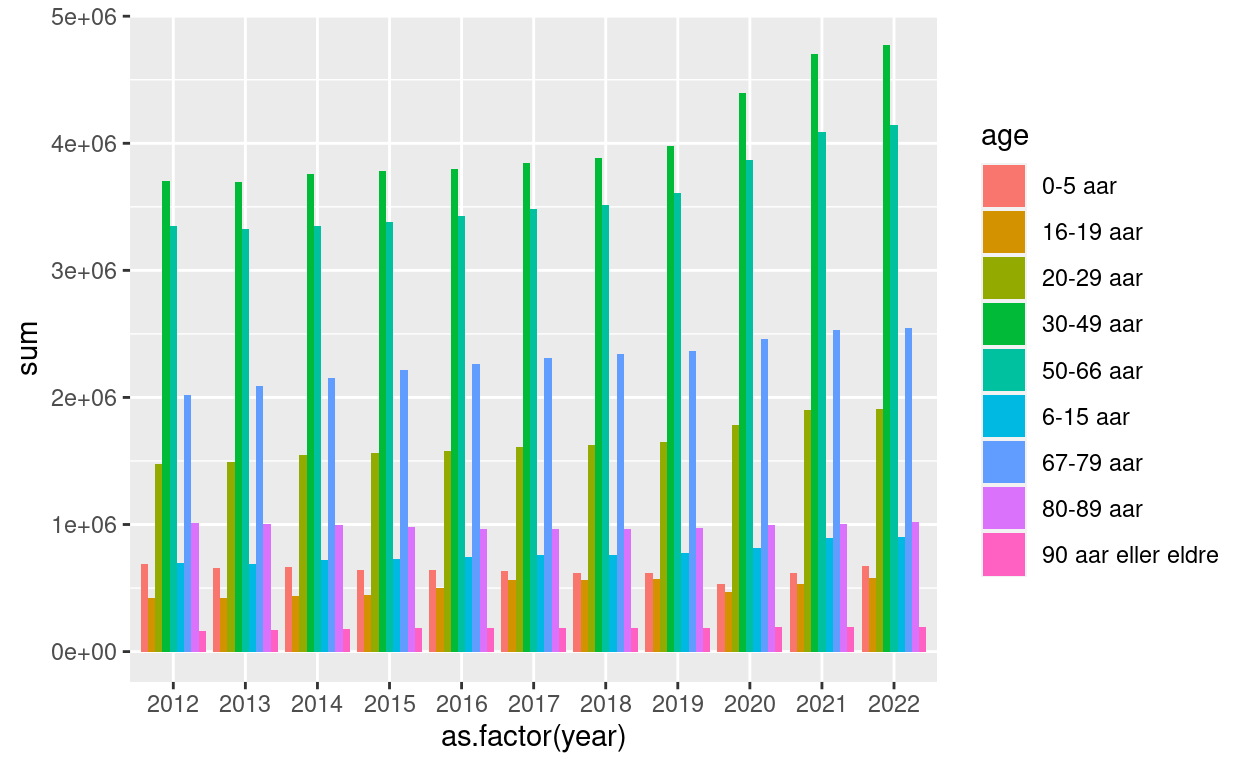 5e+06
4e+06
3e+06
2e+06
1e+06
0e+00
sum
2012 2013 2014 2015 2016 2017 2018 2019 2020 2021 2022
as.factor(year)
age
0-5 aar
16-19 aar
20-29 aar
30-49 aar
50-66 aar
6-15 aar
67-79 aar
80-89 aar
90 aar eller eldre